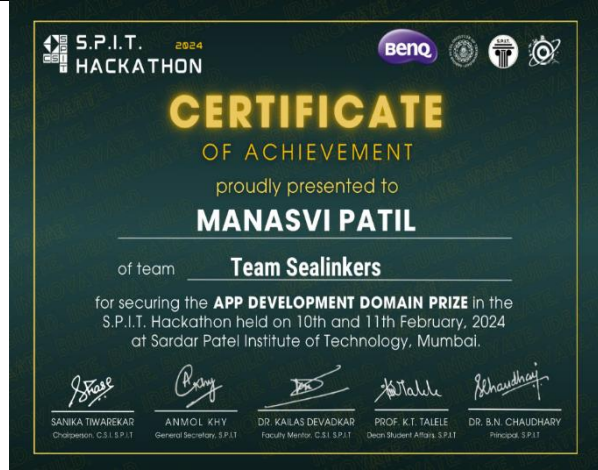 S.P.I.T. 2024
HACKATHON
BenQ
CERTIFICATE
OF ACHIEVEMENT
proudly presented to
MANASVI PATIL
of team Team Sealinkers
for securing the APP DEVELOPMENT DOMAIN PRIZE in the
S.P.I.T. Hackathon held on 10th and 11th February, 2024
at Sardar Patel Institute of Technology, Mumbai.
SANIKA TIWAREKAR ANMOL KHY DR. KAILAS DEVADKAR PROF. K.T. TALELE DR. B.N. CHAUDHARY
Chairperson, C.S.I. S.P.I.T General Secretary, S.P.I.T Faculty Mentor, C.S.I. S.P.I.T Dean Student Affairs, S.P.I.T Principal, S.P.I.T